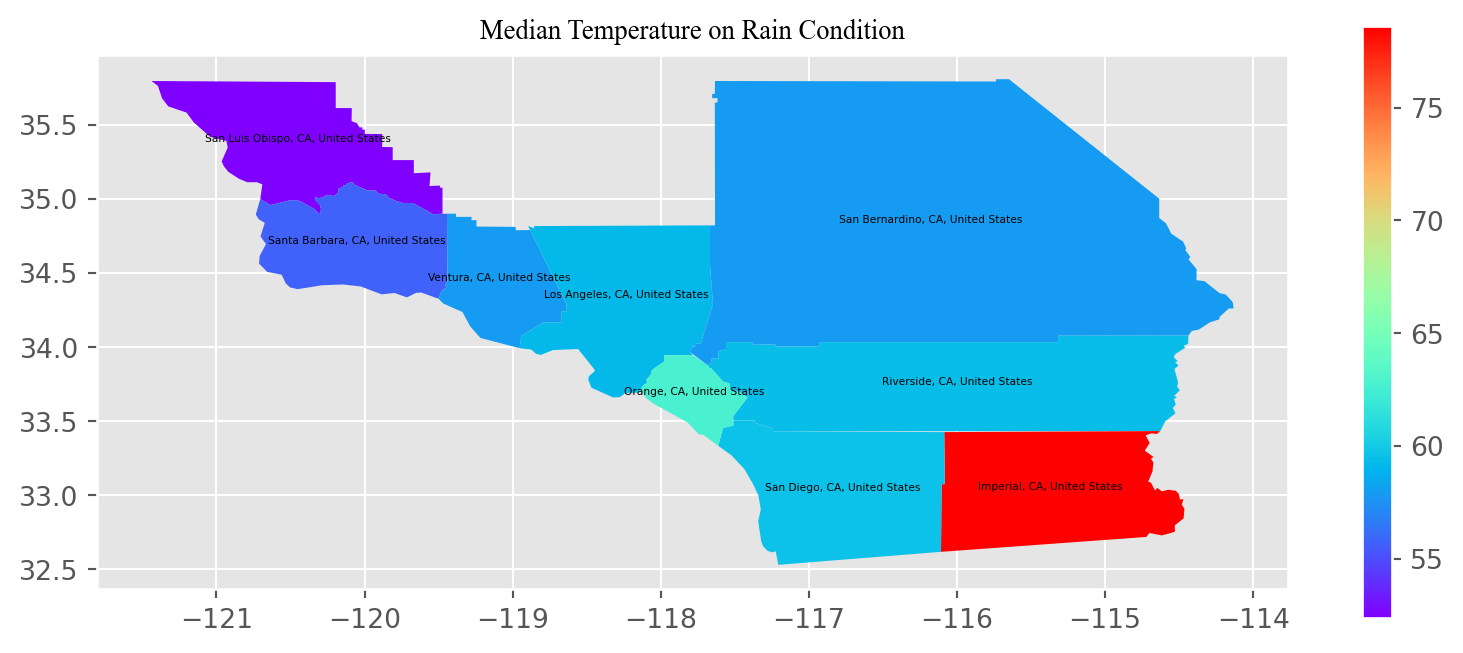 Median Temperature on Rain Condition
San Luis Obispo, CA, United States
Santa Barbara, CA, United States
Ventura, CA, United States
Los Angeles, CA, United States
San Bernardino, CA, United States
Orange, CA, United States
Riverside, CA, United States
San Diego, CA, United States
Imperial, CA, United States
35.5
35.0
34.5
34.0
33.5
33.0
32.5
−121
−120
−119
−118
−117
−116
−115
−114
75
70
65
60
55